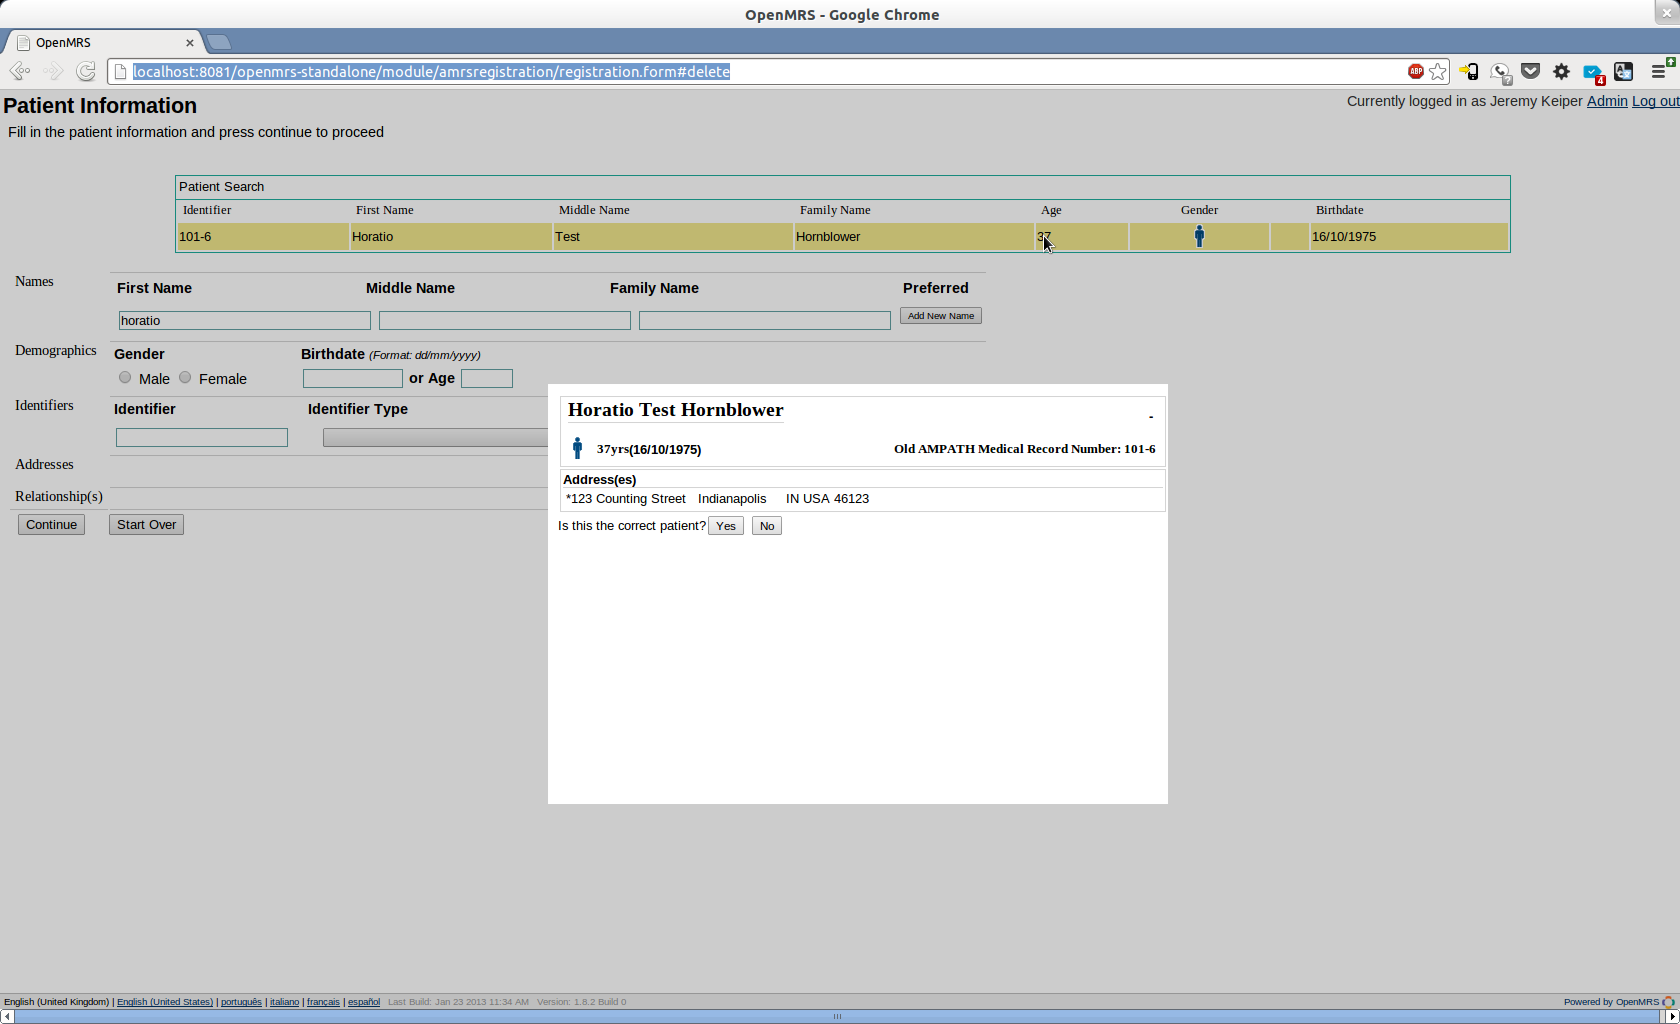 OpenMRS - Google Chrome
OpenMRS
localhost:8081/openmrs-standalone/module/amrsregistration/registration.form#delete
ABP
?
4
Patient Information
Currently logged in as Jeremy Keiper Admin Log out
Fill in the patient information and press continue to proceed
Patient Search
Identifier First Name Middle Name Family Name Age Gender Birthdate
101-6 Horatio Test Hornblower 37 16/10/1975
Names
First Name Middle Name Family Name Preferred
horatio Add New Name
Demographics
Gender Birthdate (Format: dd/mm/yyyy)
Male Female or Age
Identifiers
Identifier Identifier Type
Addresses
Relationship(s)
Continue Start Over
Horatio Test Hornblower -
37yrs(16/10/1975) Old AMPATH Medical Record Number: 101-6
Address(es)
*123 Counting Street Indianapolis IN USA 46123
Is this the correct patient? Yes No
English (United Kingdom) | English (United States) | português | italiano | français | español Last Build: Jan 23 2013 11:34 AM Version: 1.8.2 Build 0 Powered by OpenMRS